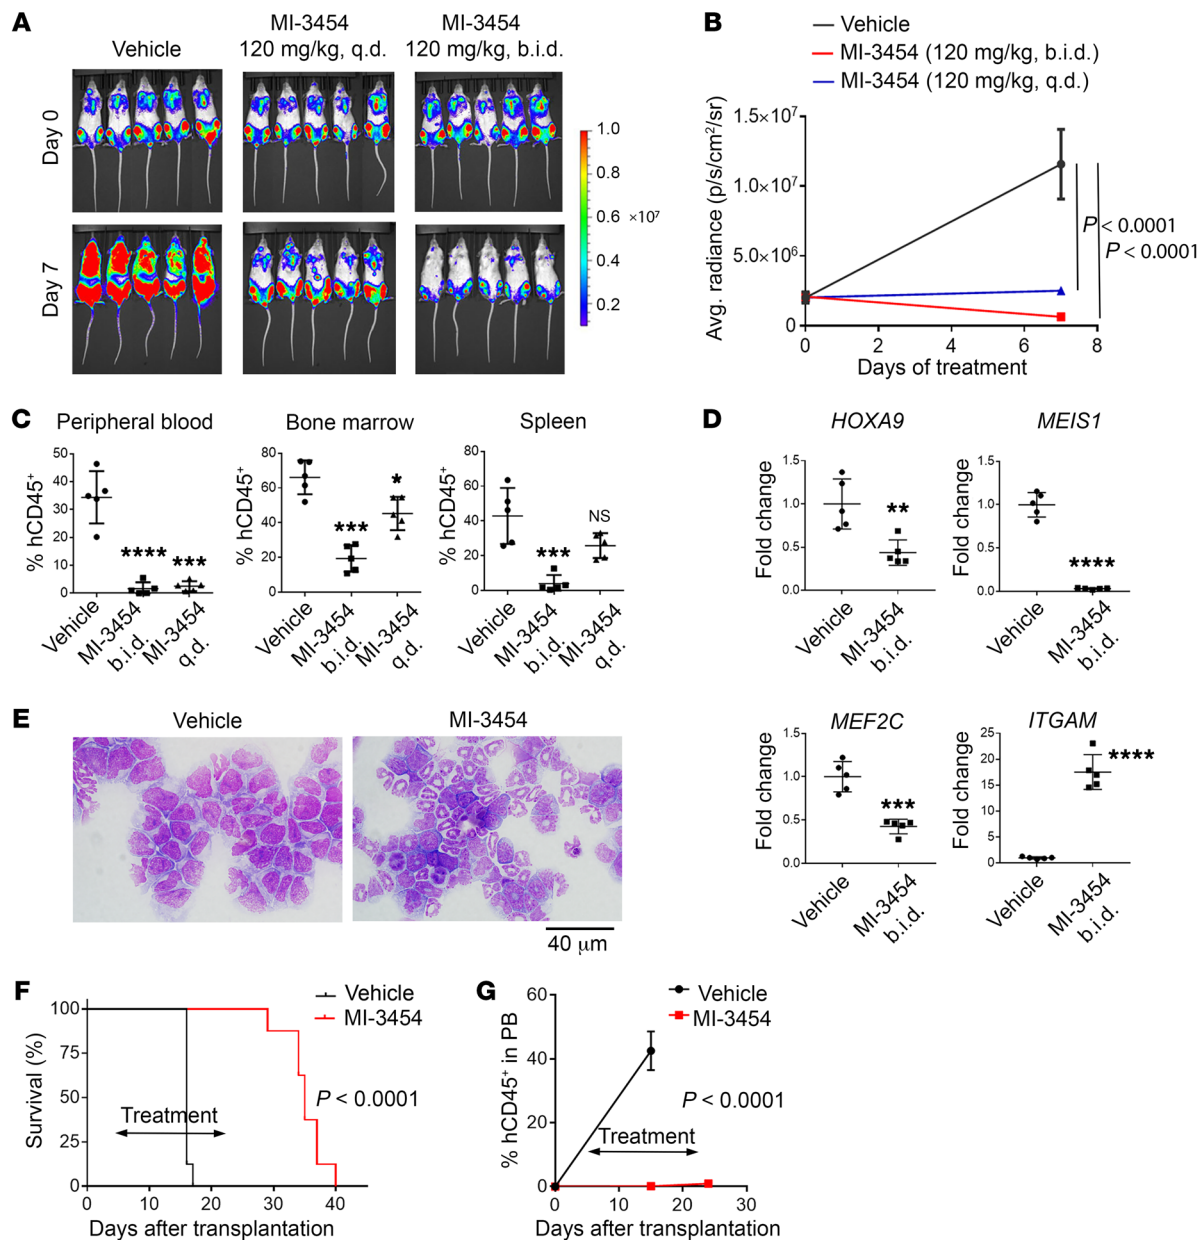 A
Vehicle
MI-3454
120 mg/kg, q.d.
MI-3454
120 mg/kg, b.i.d.
Day 0
Day 7
1.0
0.8
0.6
×10⁷
0.4
0.2
B
Vehicle
MI-3454 (120 mg/kg, b.i.d.)
MI-3454 (120 mg/kg, q.d.)
Avg. radiance (p/s/cm²/sr)
1.5×10⁷
1.0×10⁷
5.0×10⁶
0
P < 0.0001
P < 0.0001
0 2 4 6 8
Days of treatment
C
Peripheral blood
% hCD45⁺
50
40
30
20
10
0
****
***
Vehicle
MI-3454
b.i.d.
MI-3454
q.d.
Bone marrow
% hCD45⁺
80
60
40
20
0
***
*
Vehicle
MI-3454
b.i.d.
MI-3454
q.d.
Spleen
% hCD45⁺
80
60
40
20
0
***
NS
Vehicle
MI-3454
b.i.d.
MI-3454
q.d.
D
HOXA9
Fold change
1.5
1.0
0.5
0.0
**
Vehicle
MI-3454
b.i.d.
MEIS1
Fold change
1.5
1.0
0.5
0.0
****
Vehicle
MI-3454
b.i.d.
MEF2C
Fold change
1.5
1.0
0.5
0.0
***
Vehicle
MI-3454
b.i.d.
ITGAM
Fold change
25
20
15
10
5
0
****
Vehicle
MI-3454
b.i.d.
E
Vehicle
MI-3454
40 μm
F
Vehicle
MI-3454
Survival (%)
100
75
50
25
0
P < 0.0001
Treatment
0 10 20 30 40
Days after transplantation
G
Vehicle
MI-3454
% hCD45⁺ in PB
60
40
20
0
P < 0.0001
Treatment
0 10 20 30
Days after transplantation